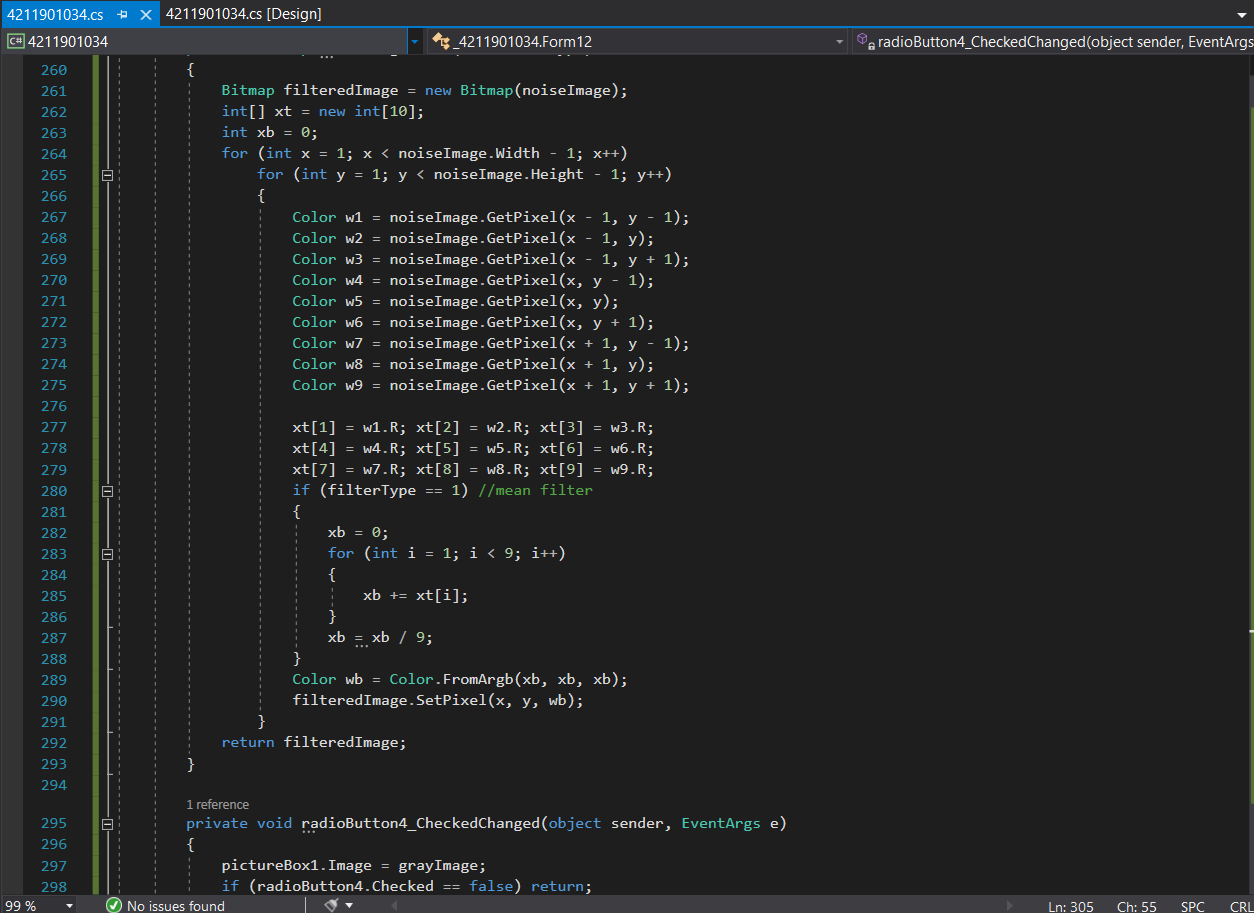 4211901034.cs 4211901034.cs [Design]
C# 4211901034 _4211901034.Form12 radioButton4_CheckedChanged(object sender, EventArgs
260 {
261 Bitmap filteredImage = new Bitmap(noiseImage);
262 int[] xt = new int[10];
263 int xb = 0;
264 for (int x = 1; x < noiseImage.Width - 1; x++)
265 for (int y = 1; y < noiseImage.Height - 1; y++)
266 {
267 Color w1 = noiseImage.GetPixel(x - 1, y - 1);
268 Color w2 = noiseImage.GetPixel(x - 1, y);
269 Color w3 = noiseImage.GetPixel(x - 1, y + 1);
270 Color w4 = noiseImage.GetPixel(x, y - 1);
271 Color w5 = noiseImage.GetPixel(x, y);
272 Color w6 = noiseImage.GetPixel(x, y + 1);
273 Color w7 = noiseImage.GetPixel(x + 1, y - 1);
274 Color w8 = noiseImage.GetPixel(x + 1, y);
275 Color w9 = noiseImage.GetPixel(x + 1, y + 1);
276
277 xt[1] = w1.R; xt[2] = w2.R; xt[3] = w3.R;
278 xt[4] = w4.R; xt[5] = w5.R; xt[6] = w6.R;
279 xt[7] = w7.R; xt[8] = w8.R; xt[9] = w9.R;
280 if (filterType == 1) //mean filter
281 {
282 xb = 0;
283 for (int i = 1; i < 9; i++)
284 {
285 xb += xt[i];
286 }
287 xb = xb / 9;
288 }
289 Color wb = Color.FromArgb(xb, xb, xb);
290 filteredImage.SetPixel(x, y, wb);
291 }
292 return filteredImage;
293 }
294
1 reference
295 private void radioButton4_CheckedChanged(object sender, EventArgs e)
296 {
297 pictureBox1.Image = grayImage;
298 if (radioButton4.Checked == false) return;
99 % No issues found Ln: 305 Ch: 55 SPC CRL